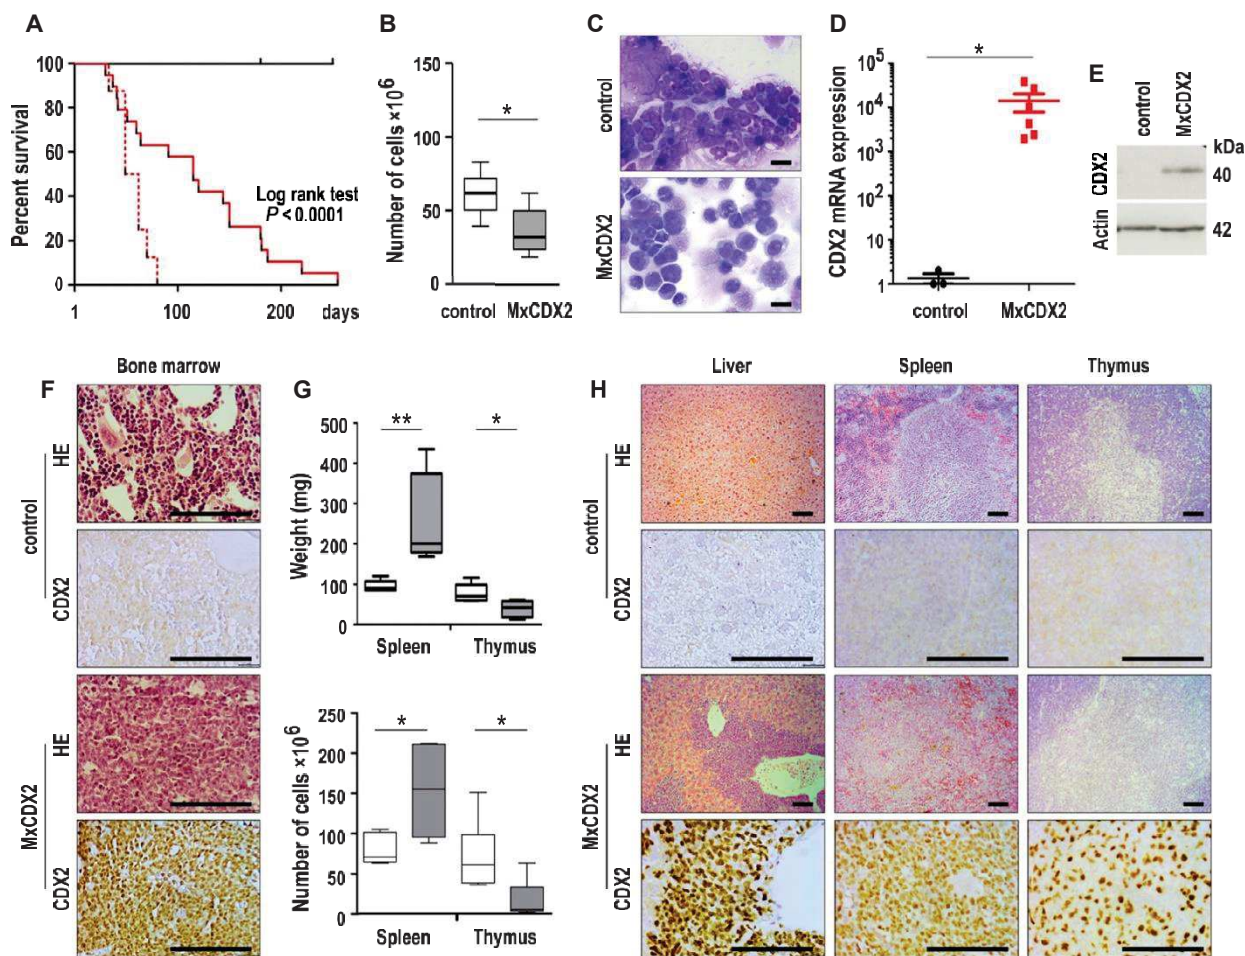 A
Percent survival
100
80
60
40
20
0
1
100
200
days
Log rank test
P < 0.0001
B
Number of cells ×10⁶
150
100
50
0
*
control
MxCDX2
C
control
MxCDX2
D
CDX2 mRNA expression
10⁵
10⁴
10³
10²
10
1
*
control
MxCDX2
E
control
MxCDX2
kDa
CDX2
40
Actin
42
F
Bone marrow
control
HE
CDX2
MxCDX2
HE
CDX2
G
Weight (mg)
500
400
300
200
100
0
**
*
Spleen
Thymus
Number of cells ×10⁶
250
200
150
100
50
0
*
*
Spleen
Thymus
H
Liver
Spleen
Thymus
control
HE
CDX2
MxCDX2
HE
CDX2